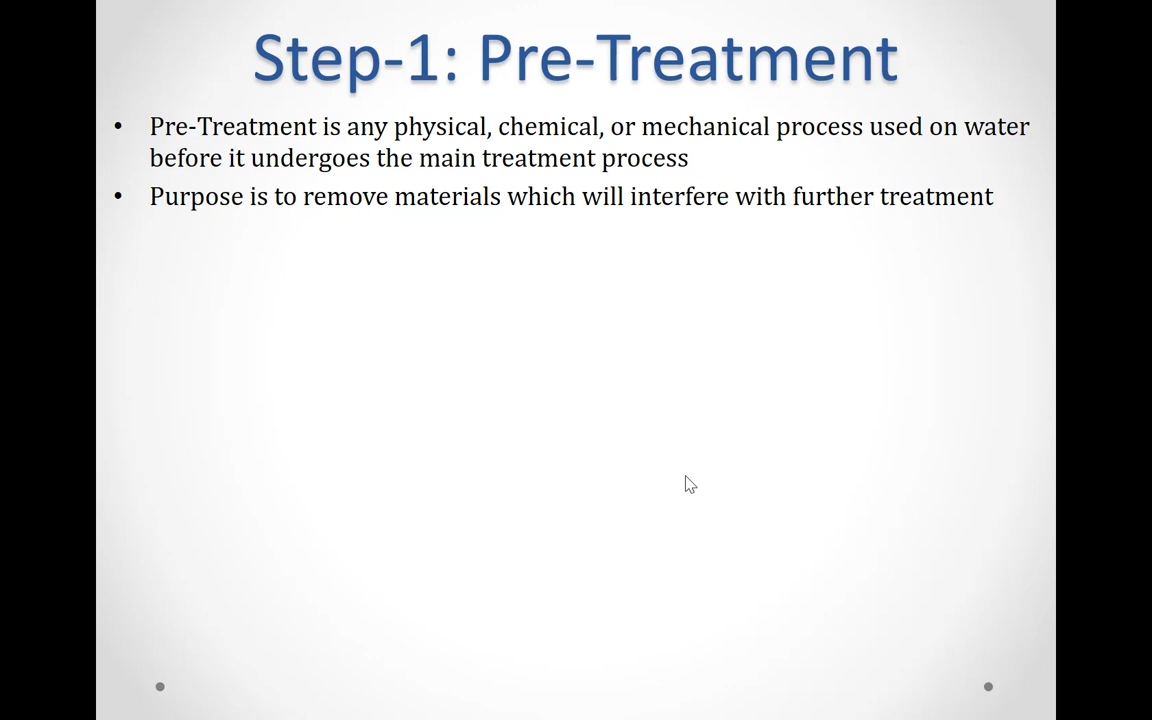 Step-1: Pre-Treatment
• Pre-Treatment is any physical, chemical, or mechanical process used on water
before it undergoes the main treatment process
• Purpose is to remove materials which will interfere with further treatment